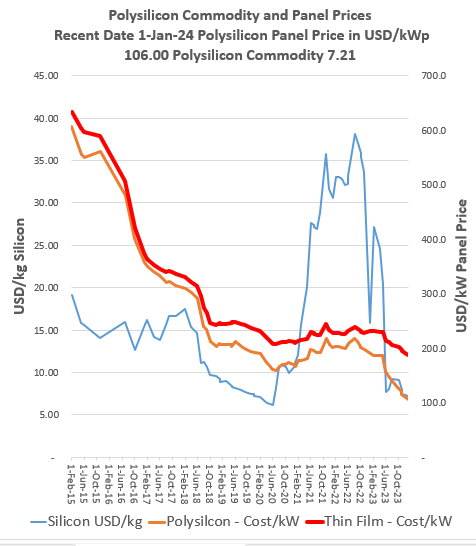 Polysilicon Commodity and Panel Prices
Recent Date 1-Jan-24 Polysilicon Panel Price in USD/kWp
106.00 Polysilicon Commodity 7.21
45.00
40.00
35.00
30.00
25.00
20.00
15.00
10.00
5.00
-
USD/kg Silicon
700.0
600.0
500.0
400.0
300.0
200.0
100.0
-
USD/kW Panel Price
1-Feb-15
1-Jun-15
1-Oct-15
1-Feb-16
1-Jun-16
1-Oct-16
1-Feb-17
1-Jun-17
1-Oct-17
1-Feb-18
1-Jun-18
1-Oct-18
1-Feb-19
1-Jun-19
1-Oct-19
1-Feb-20
1-Jun-20
1-Oct-20
1-Feb-21
1-Jun-21
1-Oct-21
1-Feb-22
1-Jun-22
1-Oct-22
1-Feb-23
1-Jun-23
1-Oct-23
Silicon USD/kg
Polysilcon - Cost/kW
Thin Film - Cost/kW